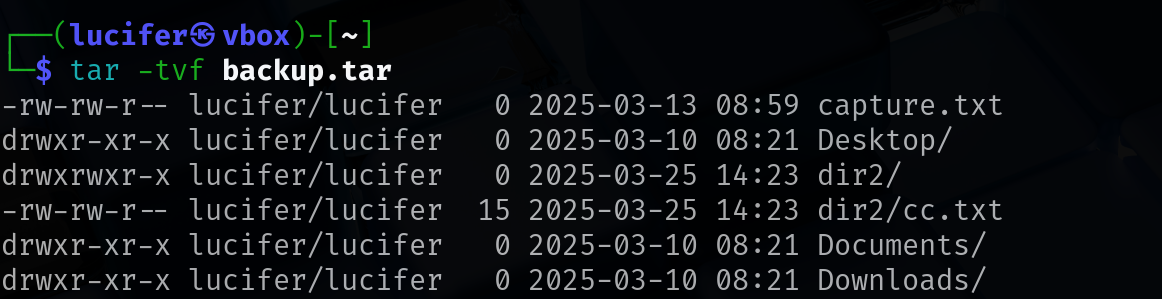 ┌──(lucifer㉿vbox)-[~]
└─$ tar -tvf backup.tar
-rw-rw-r-- lucifer/lucifer   0 2025-03-13 08:59 capture.txt
drwxr-xr-x lucifer/lucifer   0 2025-03-10 08:21 Desktop/
drwxrwxr-x lucifer/lucifer   0 2025-03-25 14:23 dir2/
-rw-rw-r-- lucifer/lucifer  15 2025-03-25 14:23 dir2/cc.txt
drwxr-xr-x lucifer/lucifer   0 2025-03-10 08:21 Documents/
drwxr-xr-x lucifer/lucifer   0 2025-03-10 08:21 Downloads/